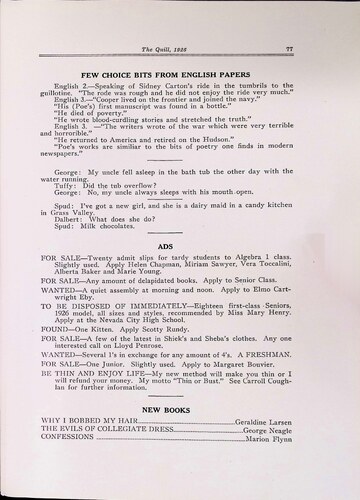 The Quill, 1926 77
FEW CHOICE BITS FROM ENGLISH PAPERS
English 2.—Speaking of Sidney Carton's ride in the tumbrils to the
guillotine. "The rode was rough and he did not enjoy the ride very much."
English 3.—"Cooper lived on the frontier and joined the navy."
"His (Poe's) first manuscript was found in a bottle."
"He died of poverty."
"He wrote blood-curdling stories and stretched the truth."
English 3. —"The writers wrote of the war which were very terrible
and horrorible."
"He returned to America and retired on the Hudson."
"Poe's works are similiar to the bits of poetry one finds in modern
newspapers."
George: My uncle fell asleep in the bath tub the other day with the
water running.
Tuffy: Did the tub overflow?
George: No, my uncle always sleeps with his mouth open.
Spud: I've got a new girl, and she is a dairy maid in a candy kitchen
in Grass Valley.
Dalbert: What does she do?
Spud: Milk chocolates.
ADS
FOR SALE—Twenty admit slips for tardy students to Algebra 1 class.
Slightly used. Apply Helen Chapman, Miriam Sawyer, Vera Toccalini,
Alberta Baker and Marie Young.
FOR SALE—Any amount of delapidated books. Apply to Senior Class.
WANTED—A quiet assembly at morning and noon. Apply to Elmo Cart-
wright Eby.
TO BE DISPOSED OF IMMEDIATELY—Eighteen first-class Seniors,
1926 model, all sizes and styles, recommended by Miss Mary Henry.
Apply at the Nevada City High School.
FOUND—One Kitten. Apply Scotty Rundy.
FOR SALE—A few of the latest in Shiek's and Sheba's clothes. Any one
interested call on Lloyd Penrose.
WANTED—Several 1's in exchange for any amount of 4's. A FRESHMAN.
FOR SALE—One Junior. Slightly used. Apply to Margaret Bouvier.
BE THIN AND ENJOY LIFE—My new method will make you thin or I
will refund your money. My motto "Thin or Bust." See Carroll Cough-
lan for further information.
NEW BOOKS
WHY I BOBBED MY HAIR Geraldine Larsen
THE EVILS OF COLLEGIATE DRESS George Neagle
CONFESSIONS Marion Flynn